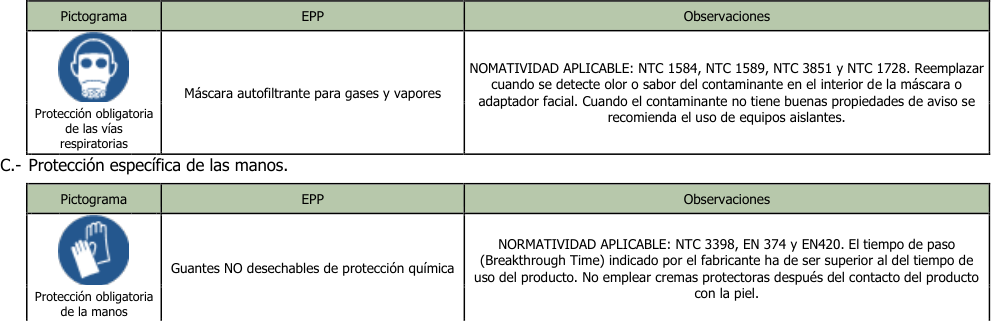 Pictograma EPP Observaciones
Protección obligatoria
de las vías
respiratorias
Máscara autofiltrante para gases y vapores
NOMATIVIDAD APLICABLE: NTC 1584, NTC 1589, NTC 3851 y NTC 1728. Reemplazar
cuando se detecte olor o sabor del contaminante en el interior de la máscara o
adaptador facial. Cuando el contaminante no tiene buenas propiedades de aviso se
recomienda el uso de equipos aislantes.
C.- Protección específica de las manos.
Pictograma EPP Observaciones
Protección obligatoria
de la manos
Guantes NO desechables de protección química
NORMATIVIDAD APLICABLE: NTC 3398, EN 374 y EN420. El tiempo de paso
(Breakthrough Time) indicado por el fabricante ha de ser superior al del tiempo de
uso del producto. No emplear cremas protectoras después del contacto del producto
con la piel.